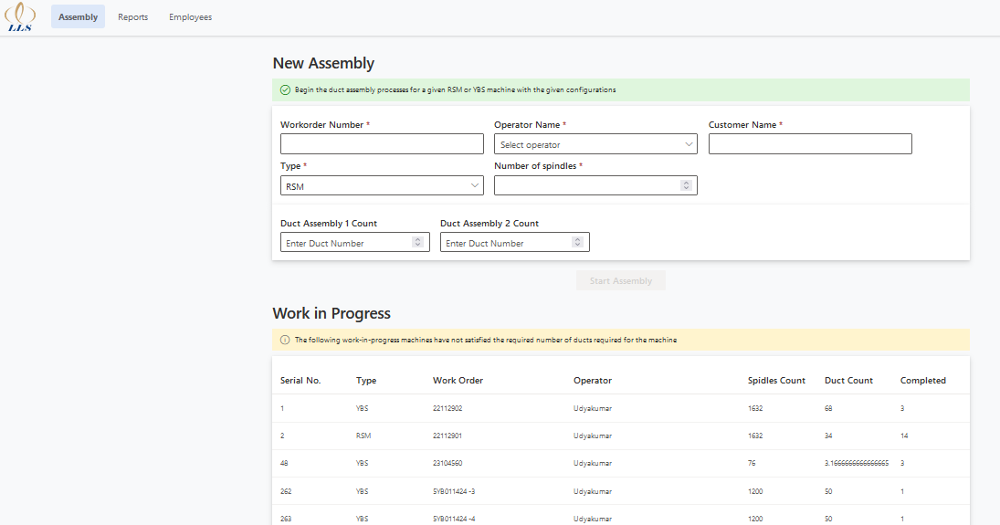 LLS
Assembly Reports Employees
New Assembly
Begin the duct assembly processes for a given RSM or YBS machine with the given configurations
Workorder Number * Operator Name * Customer Name *
Select operator
Type * Number of spindles *
RSM
Duct Assembly 1 Count Duct Assembly 2 Count
Enter Duct Number Enter Duct Number
Start Assembly
Work in Progress
The following work-in-progress machines have not satisfied the required number of ducts required for the machine
Serial No. Type Work Order Operator Spidles Count Duct Count Completed
1 YBS 22112902 Udyakumar 1632 68 3
2 RSM 22112901 Udyakumar 1632 34 14
48 YBS 23104560 Udyakumar 76 3.1666666666666665 3
262 YBS SYB011424 -3 Udyakumar 1200 50 1
263 YBS SYB011424 -4 Udyakumar 1200 50 1